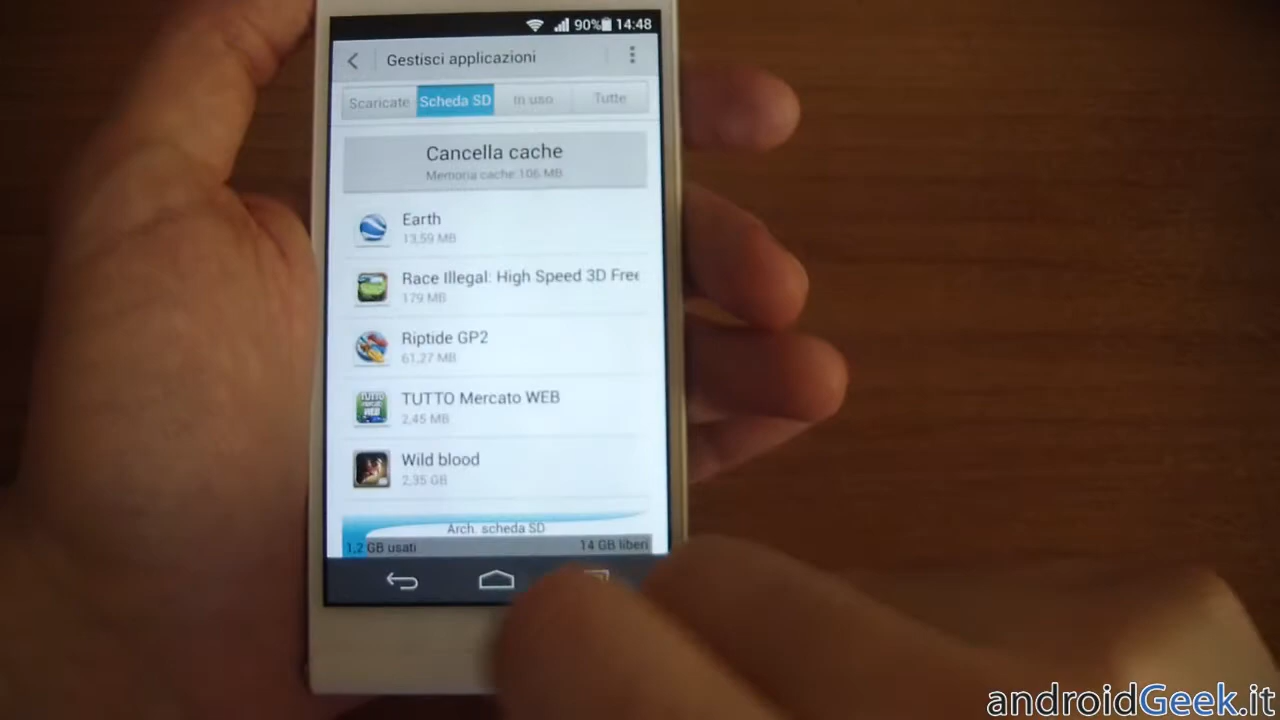 90% 14:48
Gestisci applicazioni
Scaricate Scheda SD In uso Tutte
Cancella cache
Memoria cache:106 MB
Earth
13,59 MB
Race Illegal: High Speed 3D Free
179 MB
Riptide GP2
61,27 MB
TUTTO Mercato WEB
2,45 MB
Wild blood
2,35 GB
Arch. scheda SD
1,2 GB usati 14 GB liberi
androidGeek.it